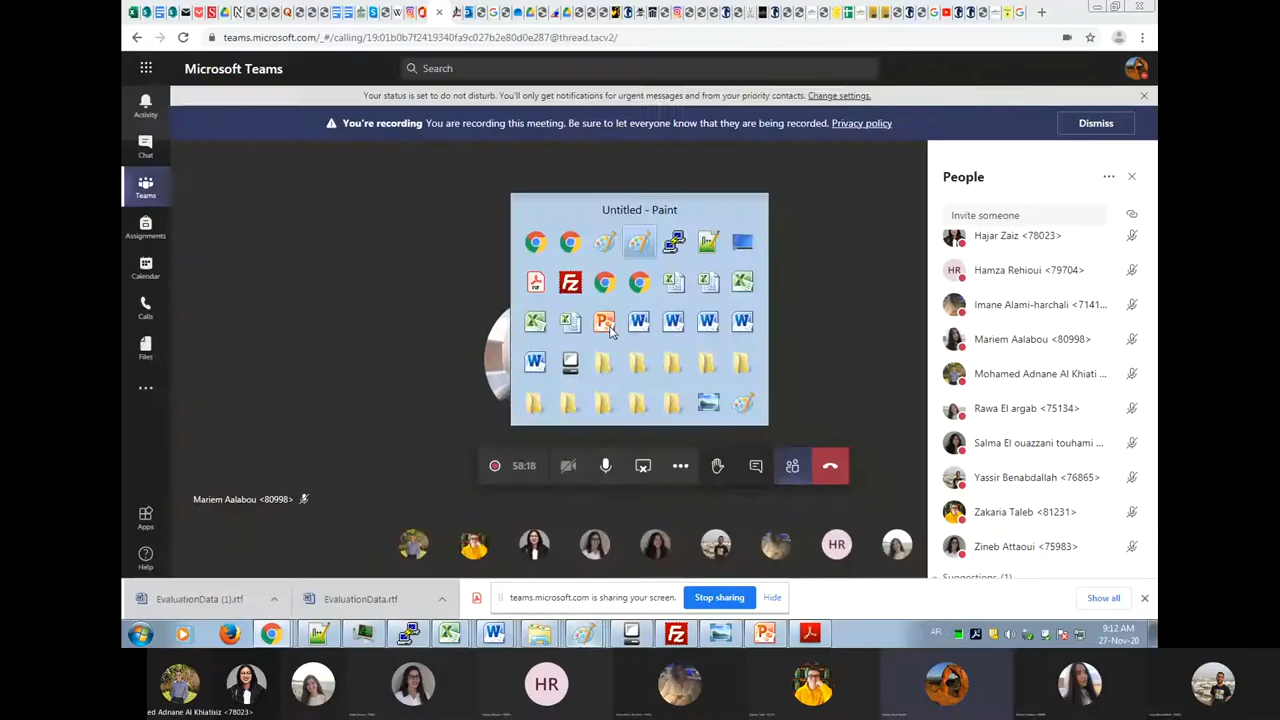 teams.microsoft.com/_#/calling/19:01b0b7f2419340fa9c027b2e80d0e287@thread.tacv2/
Microsoft Teams
Search
Your status is set to do not disturb. You'll only get notifications for urgent messages and from your priority contacts. Change settings.
You're recording You are recording this meeting. Be sure to let everyone know that they are being recorded. Privacy policy
Dismiss
Activity
Chat
Teams
Assignments
Calendar
Calls
Files
Apps
Help
Untitled - Paint
58:18
Mariem Aalabou <80998>
HR
People
Invite someone
Hajar Zaiz <78023>
HR
Hamza Rehioui <79704>
Imane Alami-harchali <7141...
Mariem Aalabou <80998>
Mohamed Adnane Al Khiati ...
Rawa El argab <75134>
Salma El ouazzani touhami ...
Yassir Benabdallah <76865>
Zakaria Taleb <81231>
Zineb Attaoui <75983>
Suggestions (1)
EvaluationData (1).rtf
EvaluationData.rtf
teams.microsoft.com is sharing your screen.
Stop sharing
Hide
Show all
AR
9:12 AM
27-Nov-20
HR